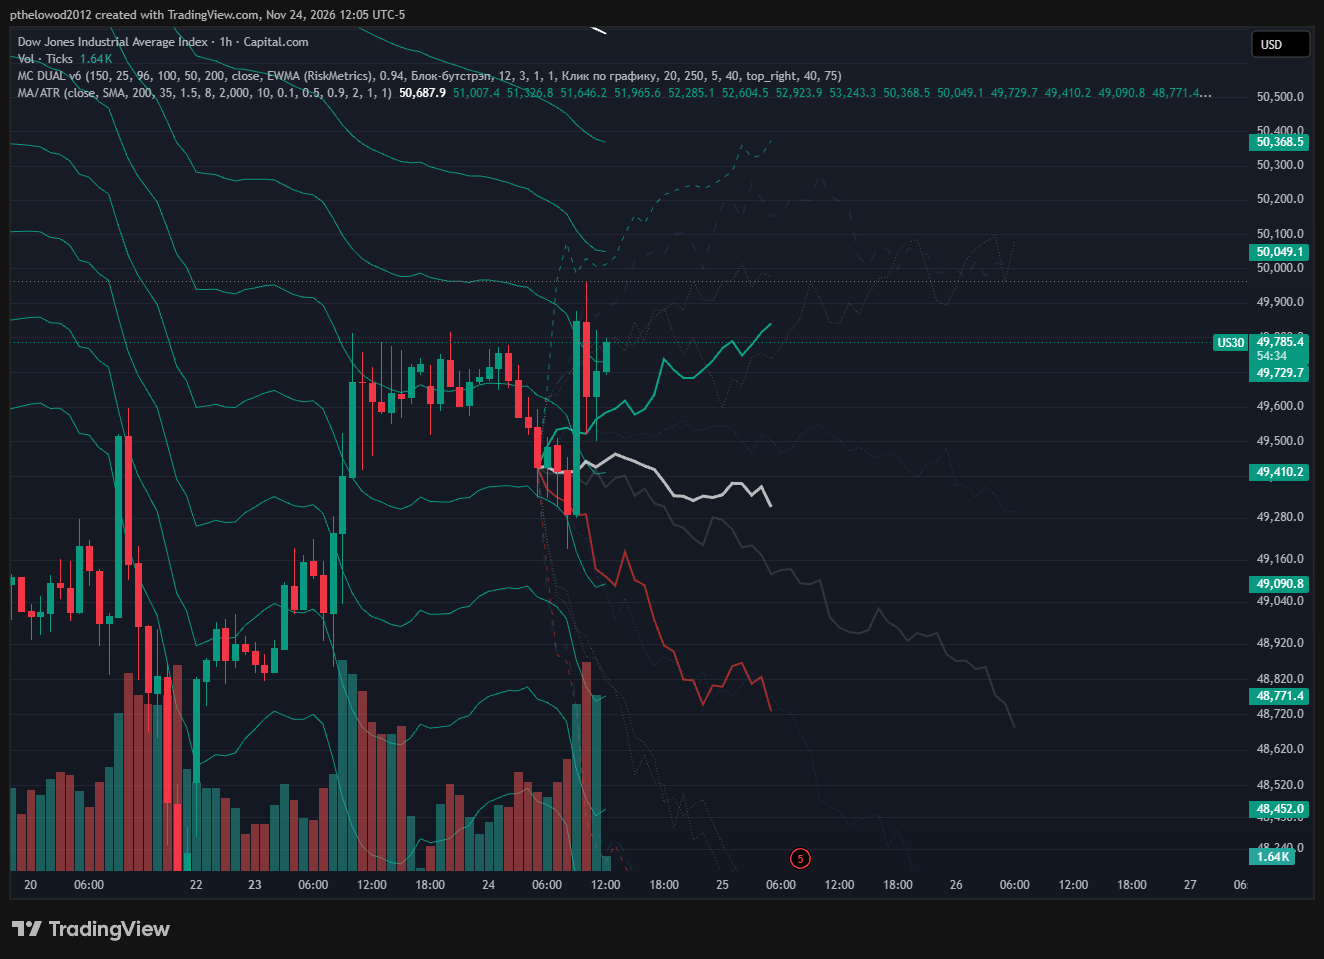 pthelowod2012 created with TradingView.com, Nov 24, 2026 12:05 UTC-5
Dow Jones Industrial Average Index · 1h · Capital.com
USD
Vol · Ticks 1.64K
MC DUAL v6 (150, 25, 96, 100, 50, 200, close, EWMA (RiskMetrics), 0.94, Блок-бутстрэп, 12, 3, 1, 1, Клик по графику, 20, 250, 5, 40, top_right, 40, 75)
MA/ATR (close, SMA, 200, 35, 1.5, 8, 2,000, 10, 0.1, 0.5, 0.9, 2, 1, 1) 50,687.9 51,007.4 51,326.8 51,646.2 51,965.6 52,285.1 52,604.5 52,923.9 53,243.3 50,368.5 50,049.1 49,729.7 49,410.2 49,090.8 48,771.4...
50,500.0
50,400.0
50,368.5
50,300.0
50,200.0
50,100.0
50,049.1
50,000.0
49,900.0
US30 49,785.4
54:34
49,729.7
49,600.0
49,500.0
49,410.2
49,280.0
49,160.0
49,090.8
49,040.0
48,920.0
48,820.0
48,771.4
48,720.0
48,620.0
48,520.0
48,452.0
1.64K
5
20 06:00 22 23 06:00 12:00 18:00 24 06:00 12:00 18:00 25 06:00 12:00 18:00 26 06:00 12:00 18:00 27 06:
TradingView